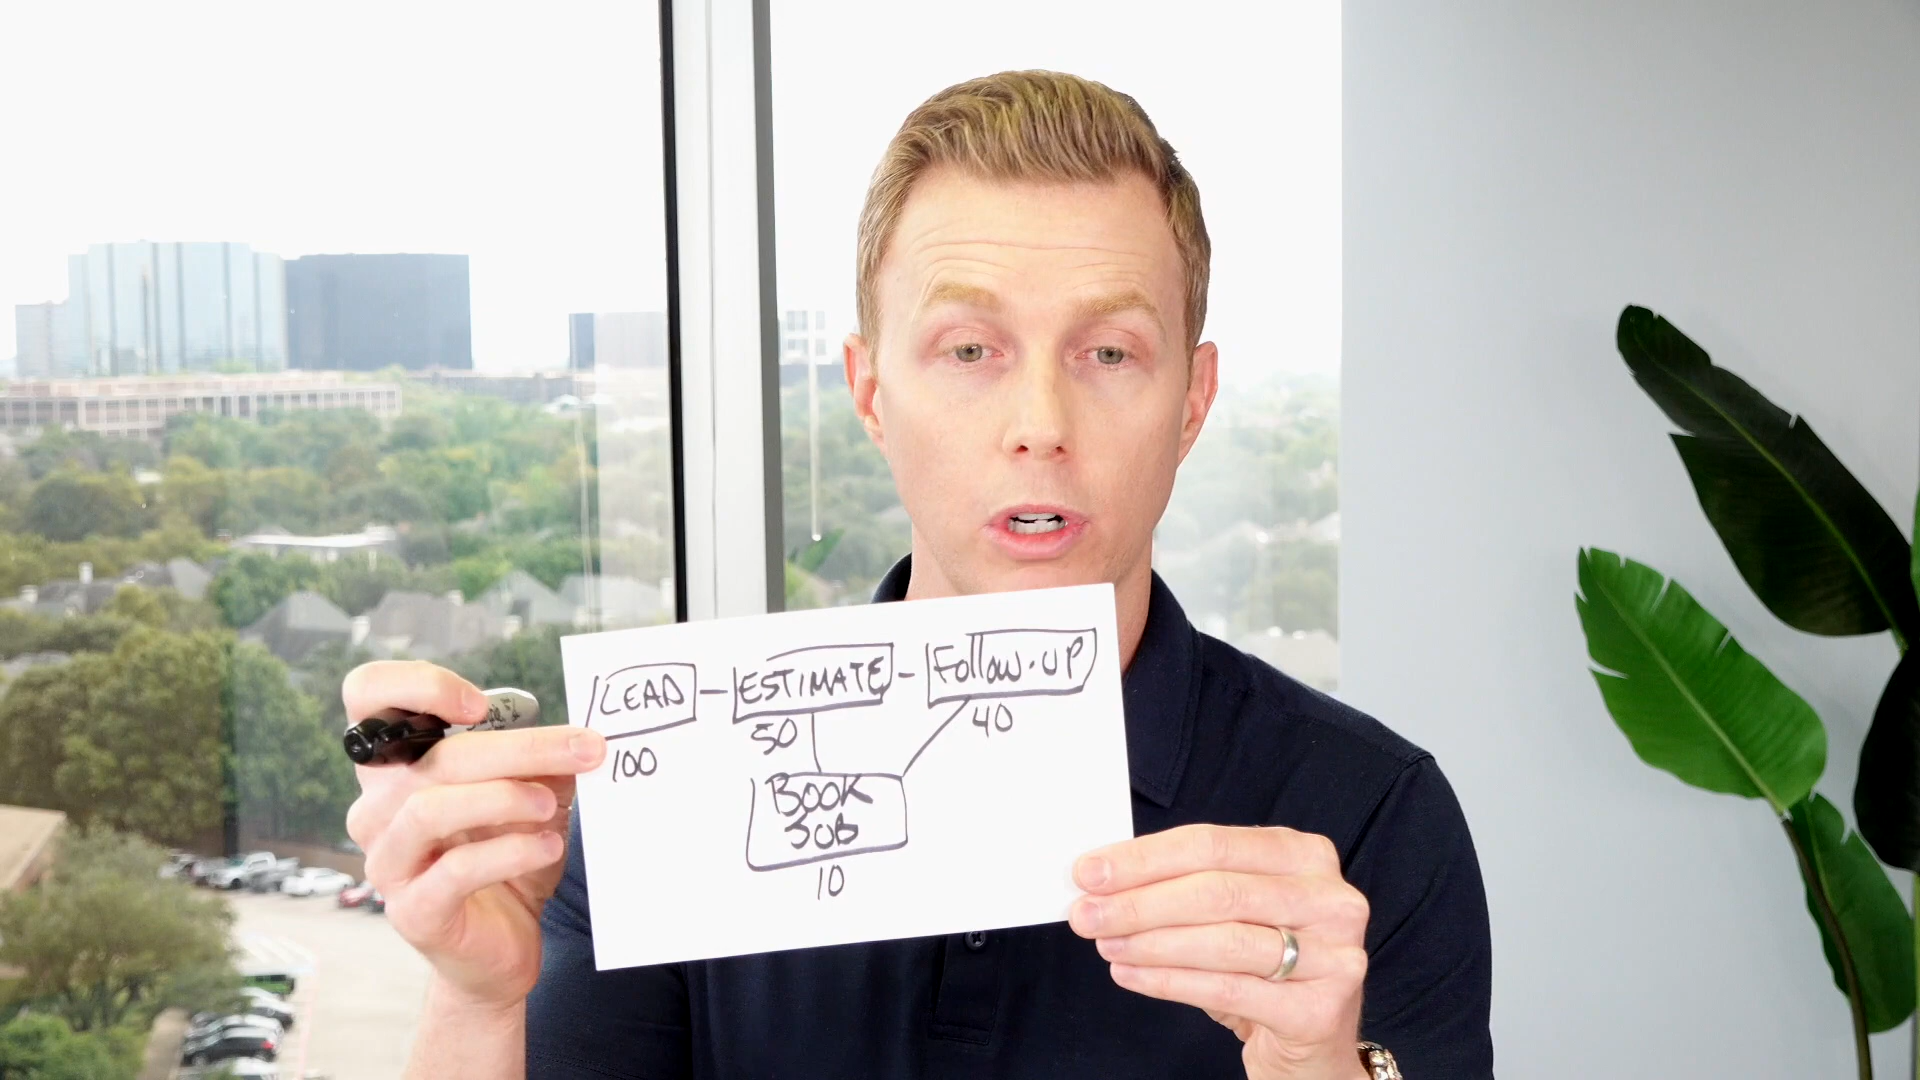 LEAD - ESTIMATE - Follow-UP
100 50 40
BOOK
JOB
10